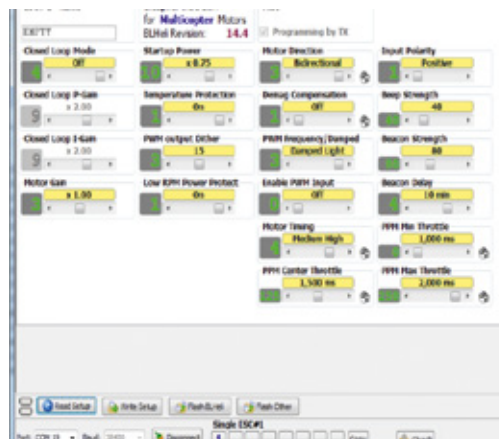 for Multicopter Motors
EMPTY
BLHeli Revision: 14.4
Programming by TX
Closed Loop Mode
Off
Startup Power
x 0.75
Motor Direction
Bidirectional
Input Polarity
Positive
Closed Loop P-Gain
x 2.00
Temperature Protection
On
Demag Compensation
Off
Beep Strength
40
Closed Loop I-Gain
x 2.00
PWM output Dither
15
PWM Frequency/Damped
Damped Light
Beacon Strength
80
Motor Gain
x 1.00
Low RPM Power Protect
On
Enable PWM Input
Off
Beacon Delay
10 min
Motor Timing
Medium High
PPM Min Throttle
1,000 ms
PPM Center Throttle
1,500 ms
PPM Max Throttle
2,000 ms
Read Setup
Write Setup
Flash BLHeli
Flash Other
Single ESC#1
Disconnect